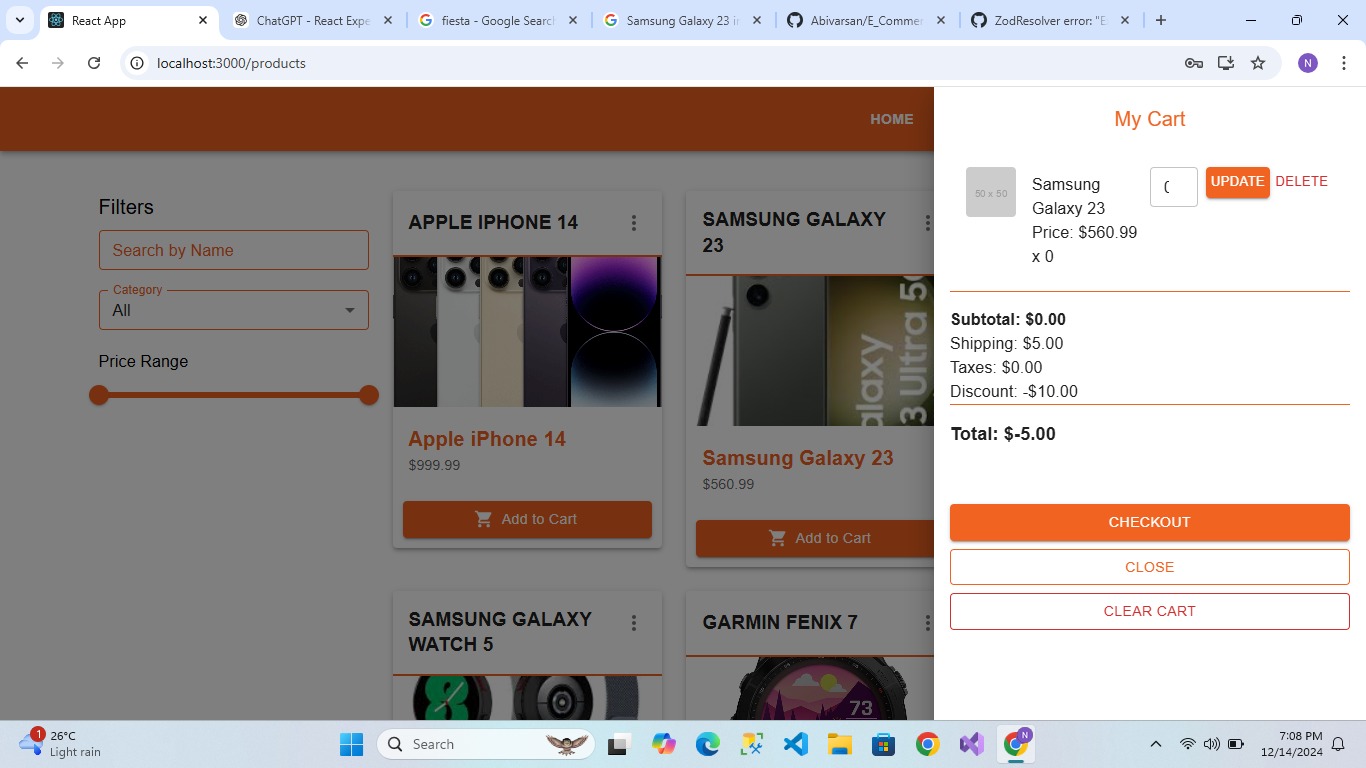 React App
ChatGPT - React Expe
fiesta - Google Search
Samsung Galaxy 23 i
Abivarsan/E_Commer
ZodResolver error: "E
localhost:3000/products
N
HOME
My Cart
50 x 50
Samsung
Galaxy 23
Price: $560.99
x 0
UPDATE
DELETE
Subtotal: $0.00
Shipping: $5.00
Taxes: $0.00
Discount: -$10.00
Total: $-5.00
CHECKOUT
CLOSE
CLEAR CART
Filters
Search by Name
Category
All
Price Range
APPLE IPHONE 14
Apple iPhone 14
$999.99
Add to Cart
SAMSUNG GALAXY
23
alaxy
3 Ultra 5
Samsung Galaxy 23
$560.99
Add to Cart
SAMSUNG GALAXY
WATCH 5
GARMIN FENIX 7
73
1
26°C
Light rain
Search
N
7:08 PM
12/14/2024